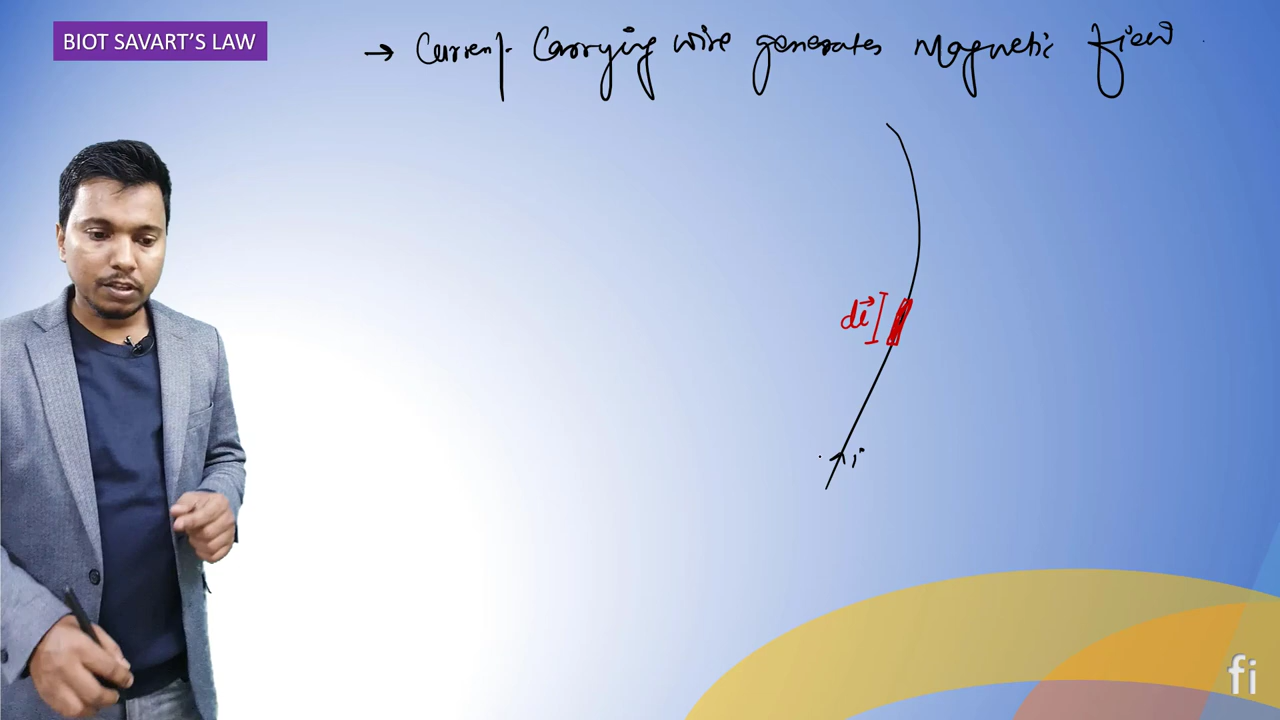 BIOT SAVART'S LAW
→ Current Carrying wire generates Magnetic field
dl⃗
i
fi